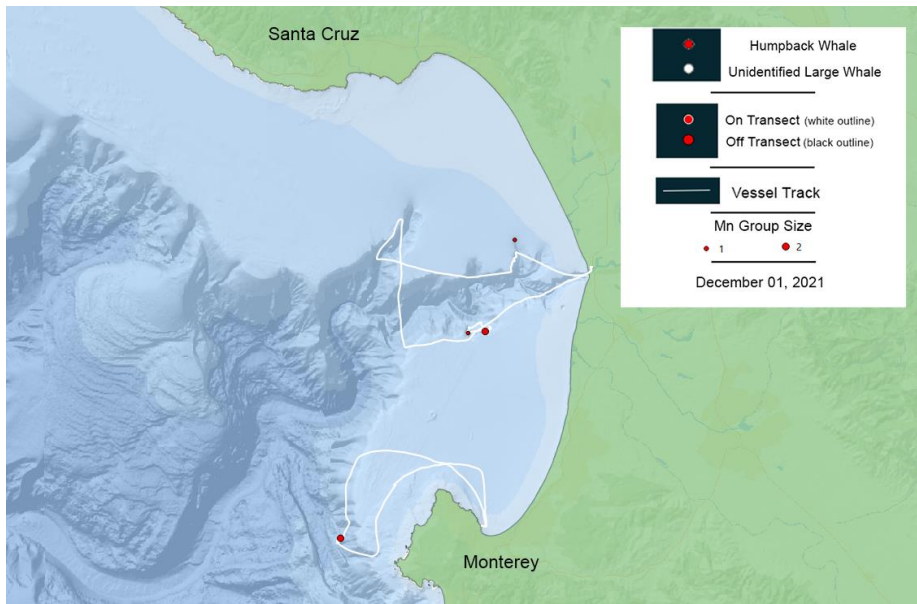 Santa Cruz
Humpback Whale
Unidentified Large Whale
On Transect (white outline)
Off Transect (black outline)
Vessel Track
Mn Group Size
1 2
December 01, 2021
Monterey